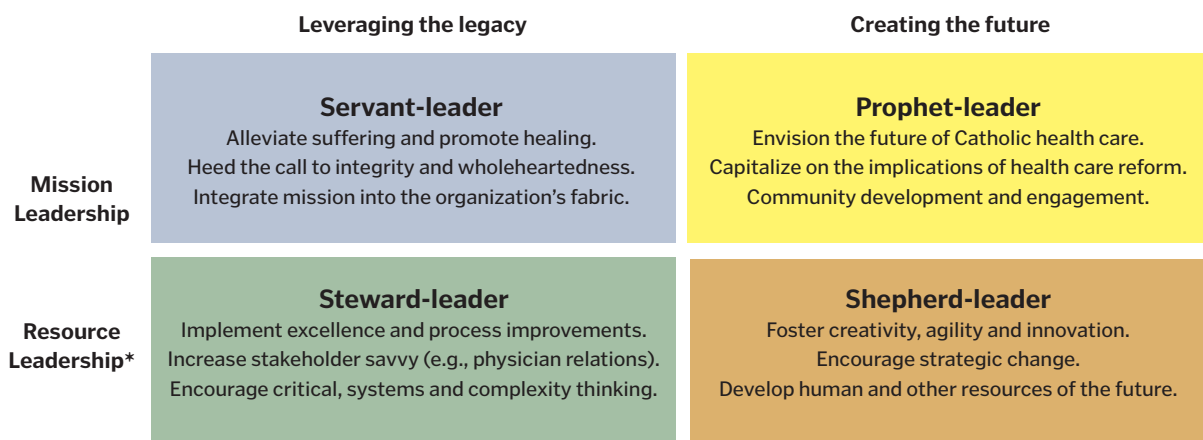 Leveraging the legacy
Creating the future
Mission
Leadership
Servant-leader
Alleviate suffering and promote healing.
Heed the call to integrity and wholeheartedness.
Integrate mission into the organization’s fabric.
Prophet-leader
Envision the future of Catholic health care.
Capitalize on the implications of health care reform.
Community development and engagement.
Resource
Leadership*
Steward-leader
Implement excellence and process improvements.
Increase stakeholder savvy (e.g., physician relations).
Encourage critical, systems and complexity thinking.
Shepherd-leader
Foster creativity, agility and innovation.
Encourage strategic change.
Develop human and other resources of the future.